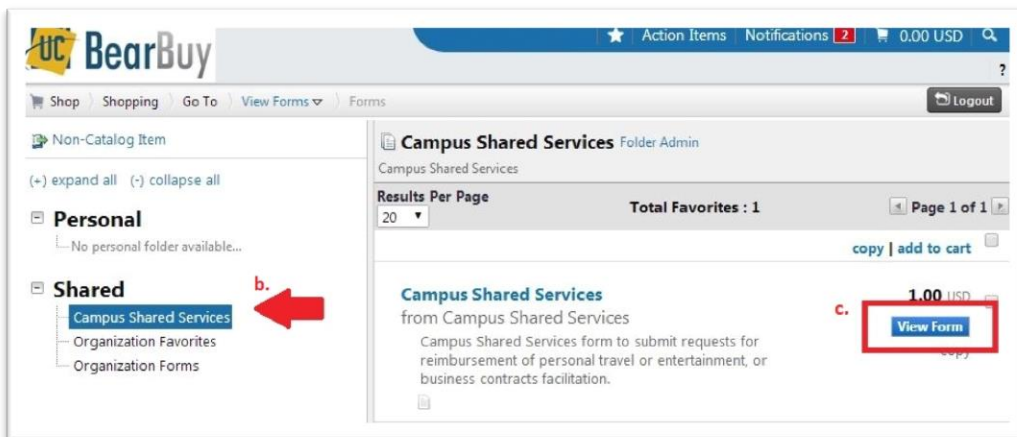 UC BearBuy
Action Items Notifications 2 0.00 USD
?
Shop Shopping Go To View Forms Forms
Logout
Non-Catalog Item
(+) expand all (-) collapse all
Personal
No personal folder available...
Shared
b.
Campus Shared Services
Organization Favorites
Organization Forms
Campus Shared Services Folder Admin
Campus Shared Services
Results Per Page
20
Total Favorites : 1
Page 1 of 1
copy | add to cart
Campus Shared Services
1.00 USD
from Campus Shared Services
c.
View Form
copy
Campus Shared Services form to submit requests for
reimbursement of personal travel or entertainment, or
business contracts facilitation.